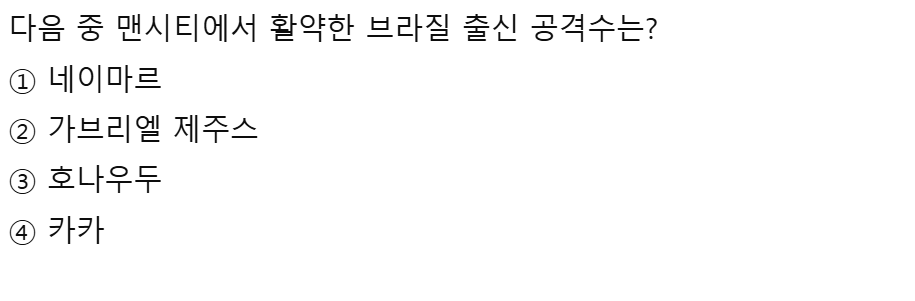 다음 중 맨시티에서 활약한 브라질 출신 공격수는?
① 네이마르
② 가브리엘 제주스
③ 호나우두
④ 카카